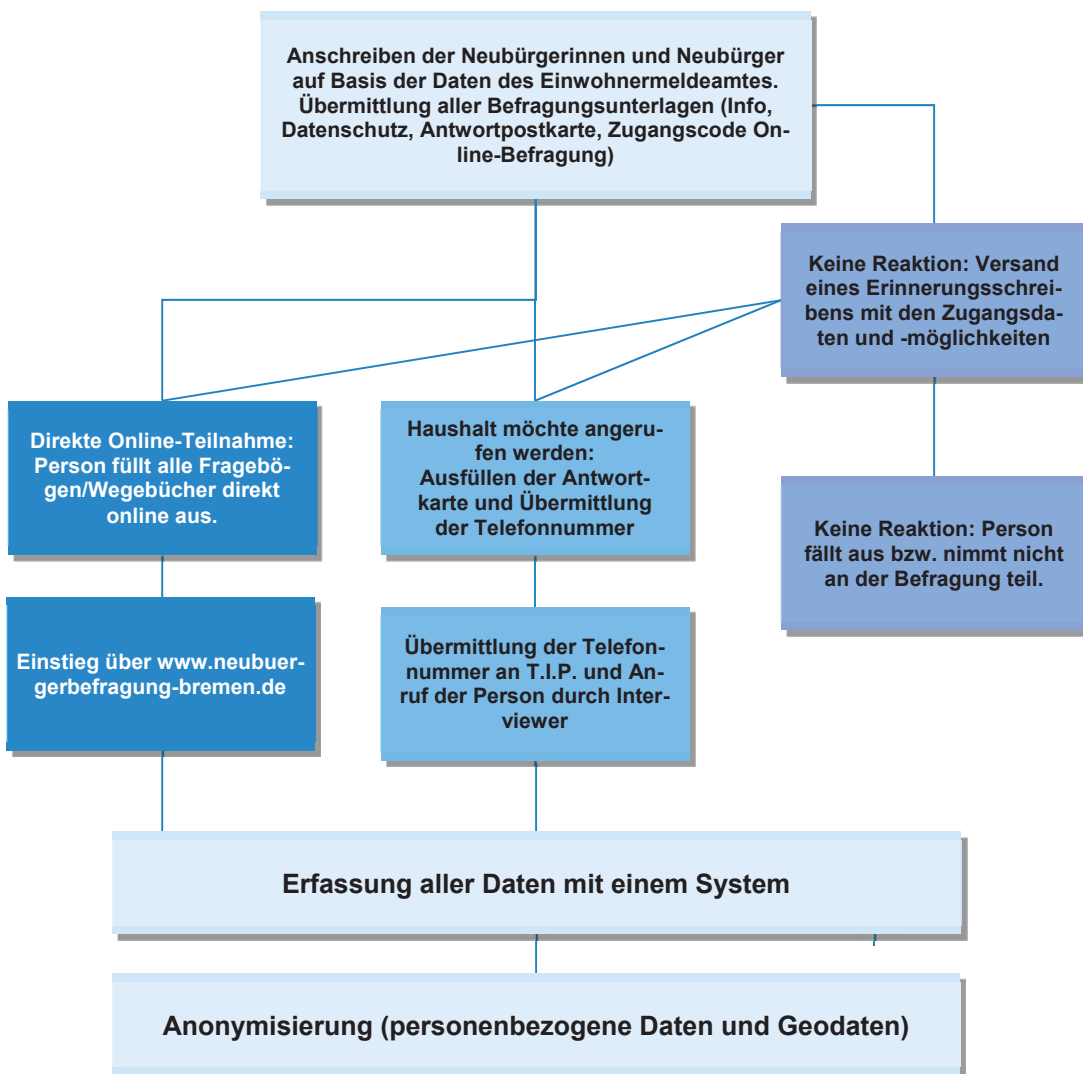 Anschreiben der Neubürgerinnen und Neubürger
auf Basis der Daten des Einwohnermeldeamtes.
Übermittlung aller Befragungsunterlagen (Info,
Datenschutz, Antwortpostkarte, Zugangscode On-
line-Befragung)
Keine Reaktion: Versand
eines Erinnerungsschrei-
bens mit den Zugangsda-
ten und -möglichkeiten
Direkte Online-Teilnahme:
Person füllt alle Fragebö-
gen/Wegebücher direkt
online aus.
Haushalt möchte angeru-
fen werden:
Ausfüllen der Antwort-
karte und Übermittlung
der Telefonnummer
Keine Reaktion: Person
fällt aus bzw. nimmt nicht
an der Befragung teil.
Einstieg über www.neubuer-
gerbefragung-bremen.de
Übermittlung der Telefon-
nummer an T.I.P. und An-
ruf der Person durch Inter-
viewer
Erfassung aller Daten mit einem System
Anonymisierung (personenbezogene Daten und Geodaten)